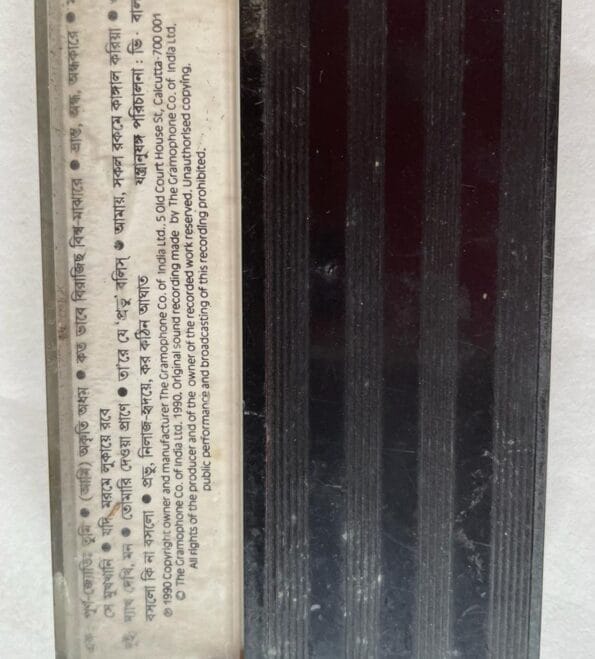 এক পূর্ণ-জ্যোতিঃ তুমি ● (আমি) অকৃতি অধম ● কত ভাবে বিরাজিছ বিশ্ব-মাঝারে ● শ্রান্ত, অন্ধ, অন্ধকারে ●
সে মুখখানি ● যদি মরমে লুকায়ে রবে
দুই দেখি, মন ● তোমারি দেওয়া প্রাণে ● তা'রে যে 'প্রভু' বলিস্ ● আমায়, সকল রকমে কাঙ্গাল করিয়া ●
বসলো কি না বসলো ● প্রভু, নিলাজ-হৃদয়ে, কর কঠিন আঘাত
যন্ত্রানুষঙ্গ পরিচালনা : ভি ·
℗ 1990 Copyright owner and manufacturer The Gramophone Co. of India Ltd., 5 Old Court House St, Calcutta-700 001
© The Gramophone Co. of India Ltd. 1990. Original sound recording made by The Gramophone Co. of India Ltd.
All rights of the producer and of the owner of the recorded work reserved. Unauthorised copying,
public performance and broadcasting of this recording prohibited.